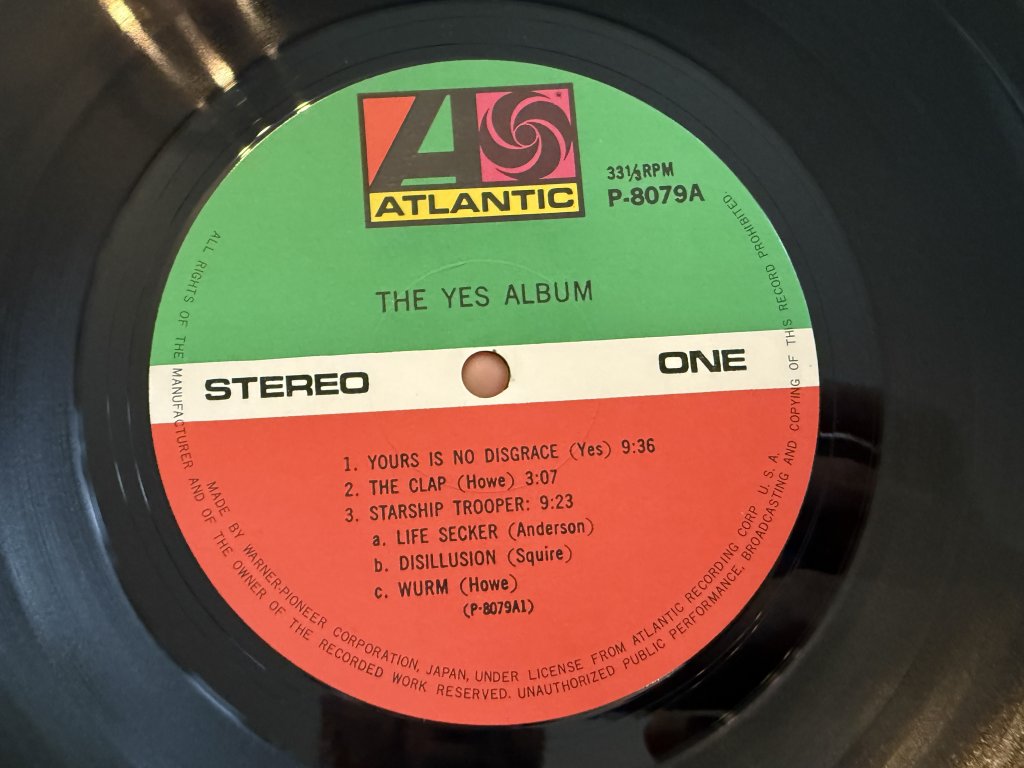 ATLANTIC
33⅓RPM
P-8079A
THE YES ALBUM
STEREO
ONE
1. YOURS IS NO DISGRACE (Yes) 9:36
2. THE CLAP (Howe) 3:07
3. STARSHIP TROOPER: 9:23
a. LIFE SECKER (Anderson)
b. DISILLUSION (Squire)
c. WURM (Howe)
(P-8079A1)
MADE BY WARNER-PIONEER CORPORATION, JAPAN, UNDER LICENSE FROM ATLANTIC RECORDING CORP. U.S.A.
ALL RIGHTS OF THE MANUFACTURER AND OF THE OWNER OF THE RECORDED WORK RESERVED. UNAUTHORIZED PUBLIC PERFORMANCE, BROADCASTING AND COPYING OF THIS RECORD PROHIBITED.